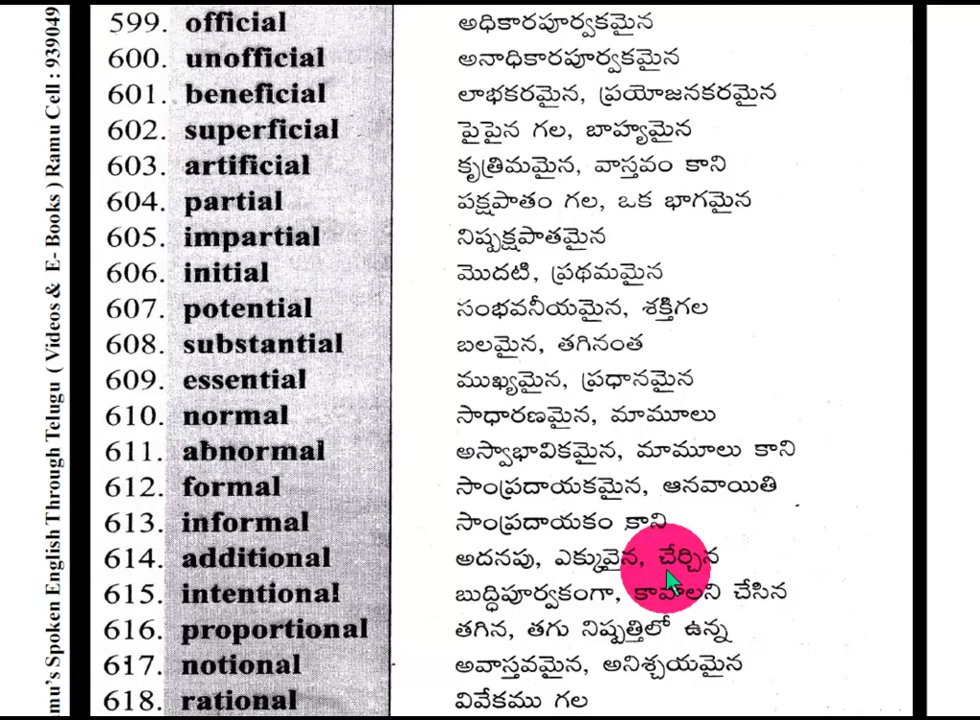 599. official అధికారపూర్వకమైన
600. unofficial అనాధికారపూర్వకమైన
601. beneficial లాభకరమైన, ప్రయోజనకరమైన
602. superficial పైపైన గల, బాహ్యమైన
603. artificial కృత్రిమమైన, వాస్తవం కాని
604. partial పక్షపాతం గల, ఒక భాగమైన
605. impartial నిష్పక్షపాతమైన
606. initial మొదటి, ప్రథమమైన
607. potential సంభవనీయమైన, శక్తిగల
608. substantial బలమైన, తగినంత
609. essential ముఖ్యమైన, ప్రధానమైన
610. normal సాధారణమైన, మామూలు
611. abnormal అస్వాభావికమైన, మామూలు కాని
612. formal సాంప్రదాయకమైన, ఆనవాయితి
613. informal సాంప్రదాయకం కాని
614. additional అదనపు, ఎక్కువైన, చేర్చిన
615. intentional బుద్ధిపూర్వకంగా, కావాలని చేసిన
616. proportional తగిన, తగు నిష్పత్తిలో ఉన్న
617. notional అవాస్తవమైన, అనిశ్చయమైన
618. rational వివేకము గల
mu's Spoken English Through Telugu ( Videos & E- Books ) Ramu Cell : 939049